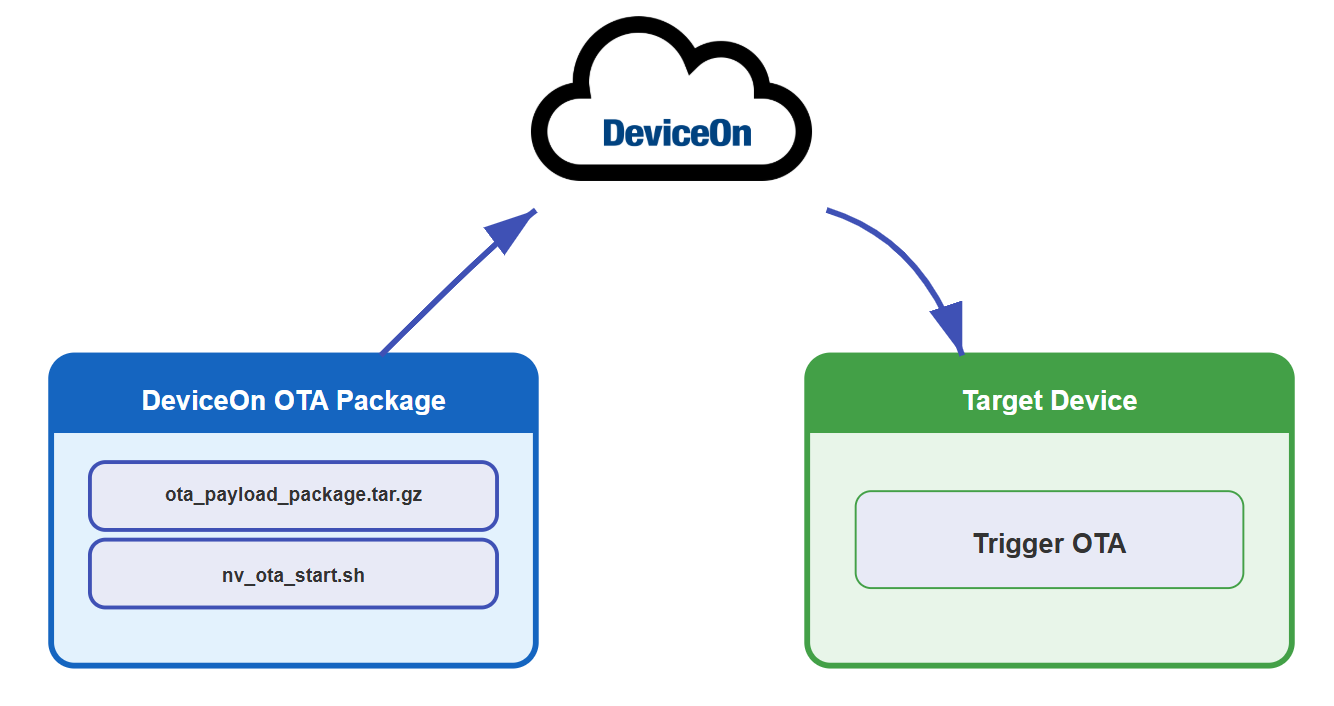 DeviceOn
DeviceOn OTA Package
ota_payload_package.tar.gz
nv_ota_start.sh
Target Device
Trigger OTA